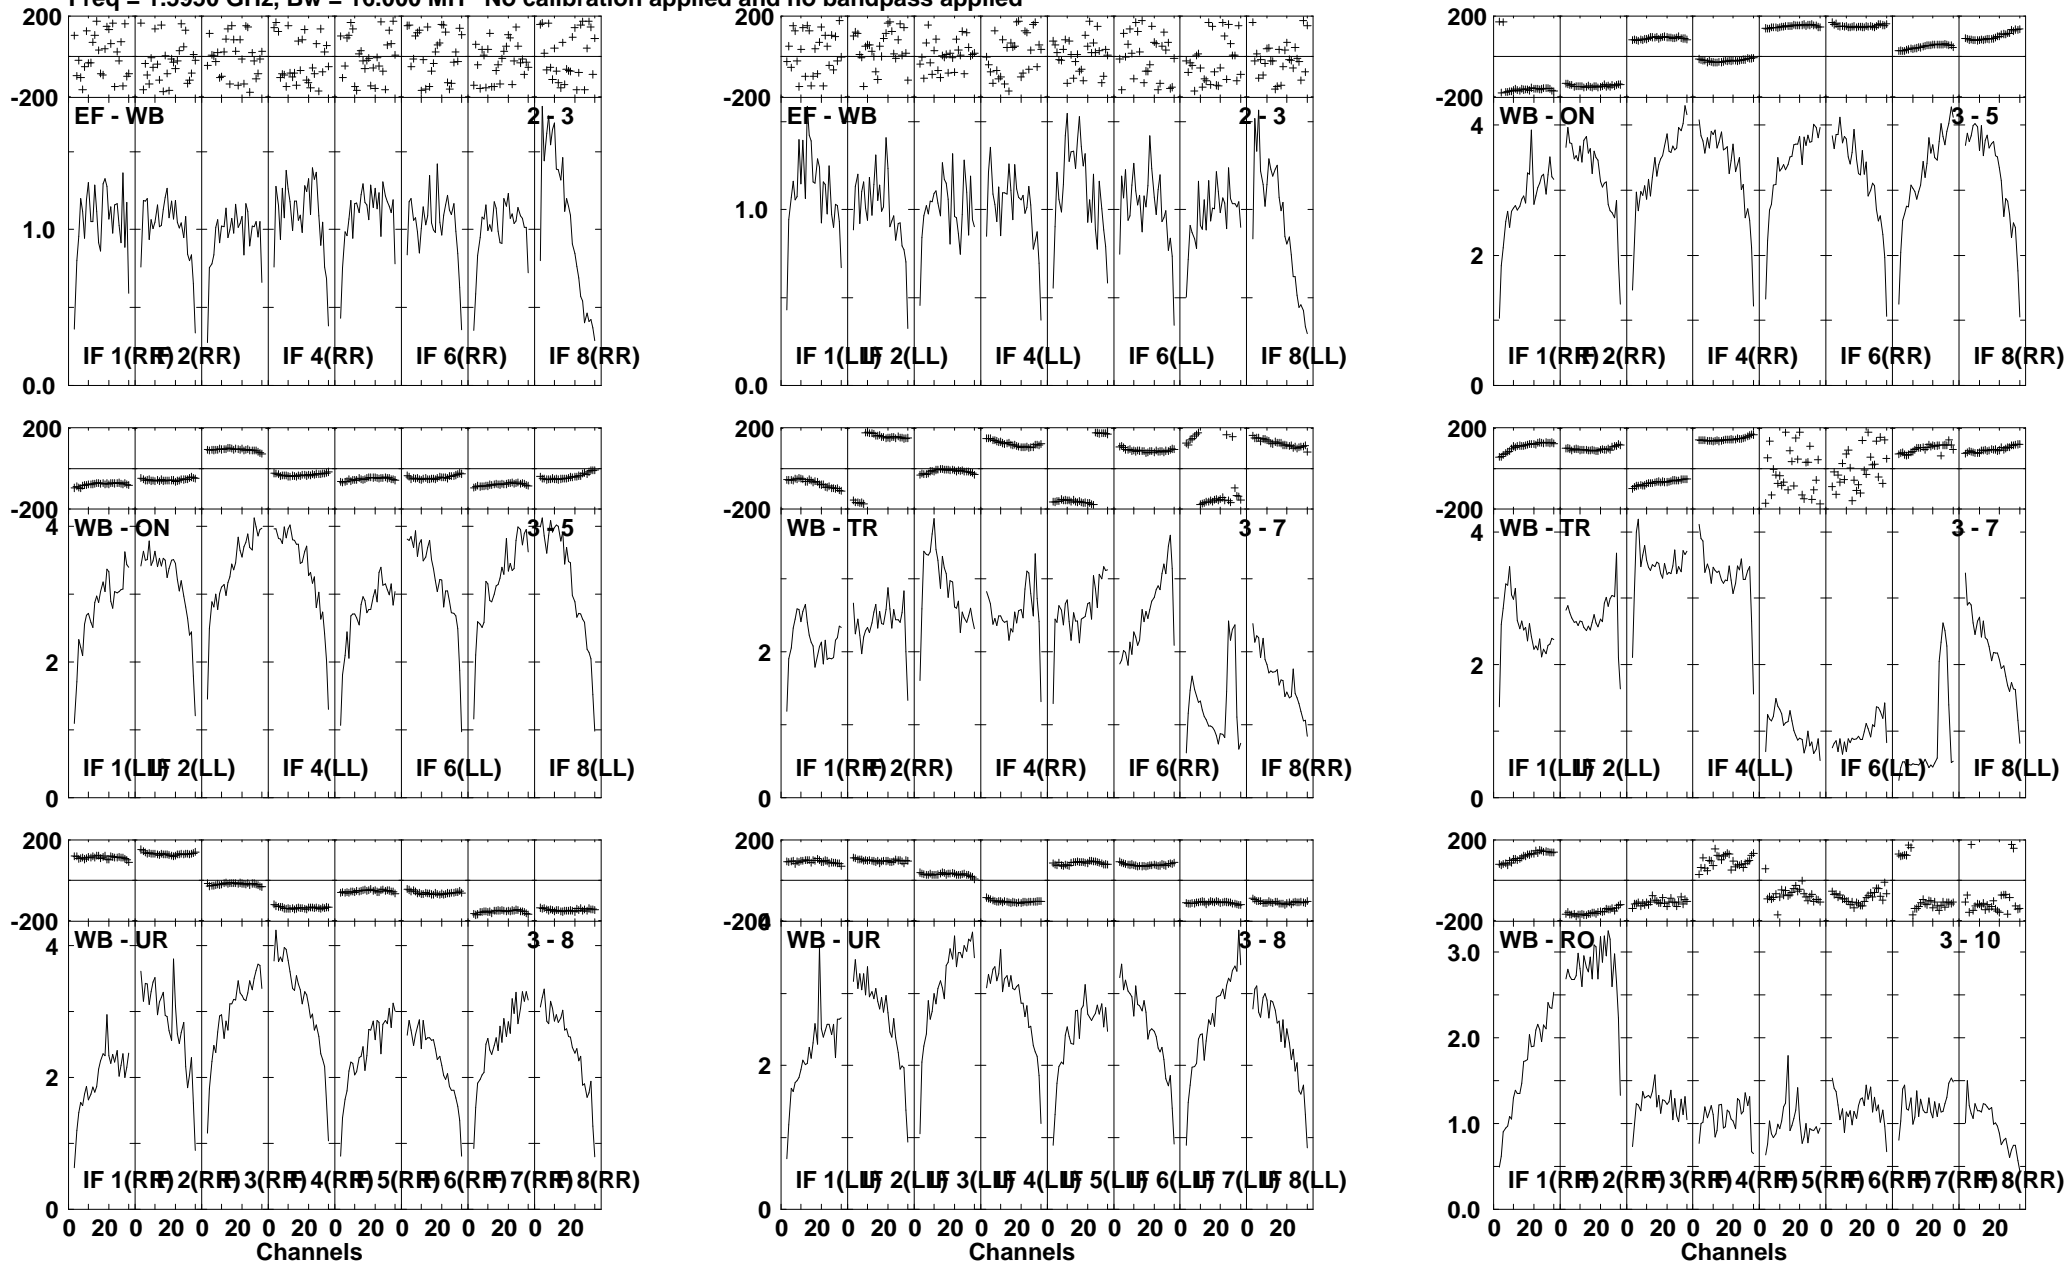 Freq = GHz, Bw = 16.000 MH No calibration applied and no bandpass applied
200 200 200
-200 -200 -200
EF - WB 2 - 3 EF - WB 2 - 3 WB - ON 3 - 5
4
1.0 1.0
2
IF 1(RR) IF 2(RR) IF 4(RR) IF 6(RR) IF 8(RR) IF 1(LL) IF 2(LL) IF 4(LL) IF 6(LL) IF 8(LL) IF 1(RR) IF 2(RR) IF 4(RR) IF 6(RR) IF 8(RR)
0.0 0.0 0
200 200 200
-200 -200 -200
4 WB - ON 3 - 5 WB - TR 3 - 7 4 WB - TR 3 - 7
2 2 2
IF 1(LL) IF 2(LL) IF 4(LL) IF 6(LL) IF 8(LL) IF 1(RR) IF 2(RR) IF 4(RR) IF 6(RR) IF 8(RR) IF 1(LL) IF 2(LL) IF 4(LL) IF 6(LL) IF 8(LL)
0 0 0
200 200 200
-200 -200 4 -200
4 WB - UR 3 - 8 WB - UR 3 - 8 3.0 WB - RO 3 - 10
2 2 2.0
1.0
IF 1(RR) IF 2(RR) IF 3(RR) IF 4(RR) IF 5(RR) IF 6(RR) IF 7(RR) IF 8(RR) IF 1(LL) IF 2(LL) IF 3(LL) IF 4(LL) IF 5(LL) IF 6(LL) IF 7(LL) IF 8(LL) IF 1(RR) IF 2(RR) IF 3(RR) IF 4(RR) IF 5(RR) IF 6(RR) IF 7(RR) IF 8(RR)
0 0 0.0
0 20 0 20 0 20 0 20 0 20 0 20 0 20 0 20 0 20 0 20 0 20 0 20 0 20 0 20 0 20 0 20 0 20 0 20 0 20 0 20 0 20 0 20 0 20 0 20
Channels Channels Channels